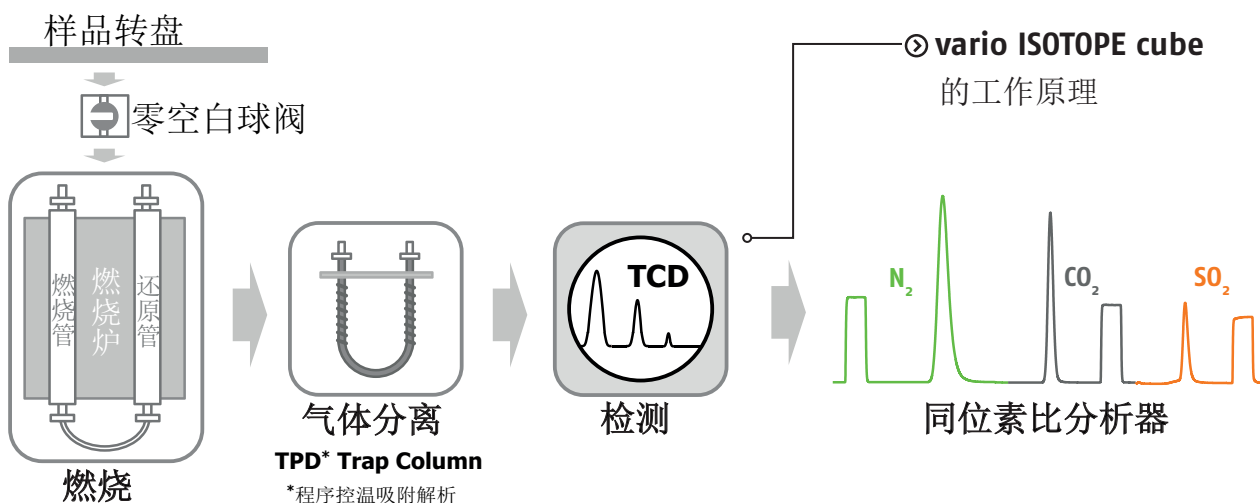 样品转盘
vario ISOTOPE cube
的工作原理
零空白球阀
燃烧管
燃烧炉
还原管
燃烧
气体分离
TPD* Trap Column
*程序控温吸附解析
TCD
检测
N₂
CO₂
SO₂
同位素比分析器